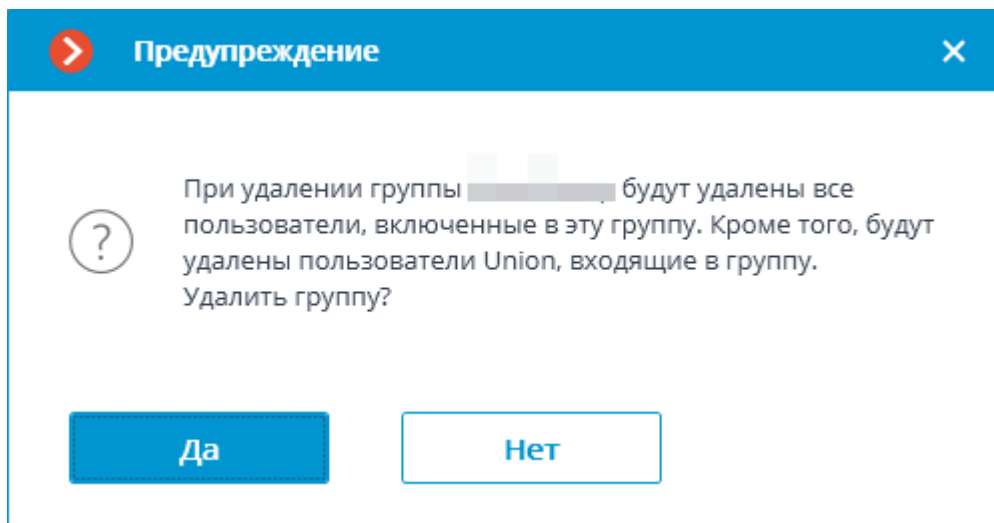 Предупреждение
При удалении группы будут удалены все
пользователи, включенные в эту группу. Кроме того, будут
удалены пользователи Union, входящие в группу.
Удалить группу?
Да
Нет